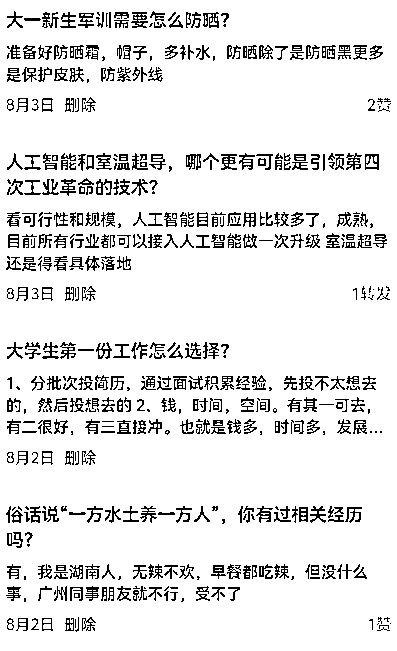 大一新生军训需要怎么防晒?
准备好防晒霜，帽子，多补水，防晒除了是防晒黑更多
是保护皮肤，防紫外线
8月3日 删除
2赞
人工智能和室温超导，哪个更有可能是引领第四
次工业革命的技术?
看可行性和规模，人工智能目前应用比较多了，成熟，
目前所有行业都可以接入人工智能做一次升级 室温超导
还是得看具体落地
8月3日 删除
1转发
大学生第一份工作怎么选择?
1、分批次投简历，通过面试积累经验，先投不太想去
的，然后投想去的 2、钱，时间，空间。有其一可去，
有二很好，有三直接冲。也就是钱多，时间多，发展...
8月2日 删除
俗话说“一方水土养一方人”，你有过相关经历
吗?
有，我是湖南人，无辣不欢，早餐都吃辣，但没什么
事，广州同事朋友就不行，受不了
8月2日 删除
1赞